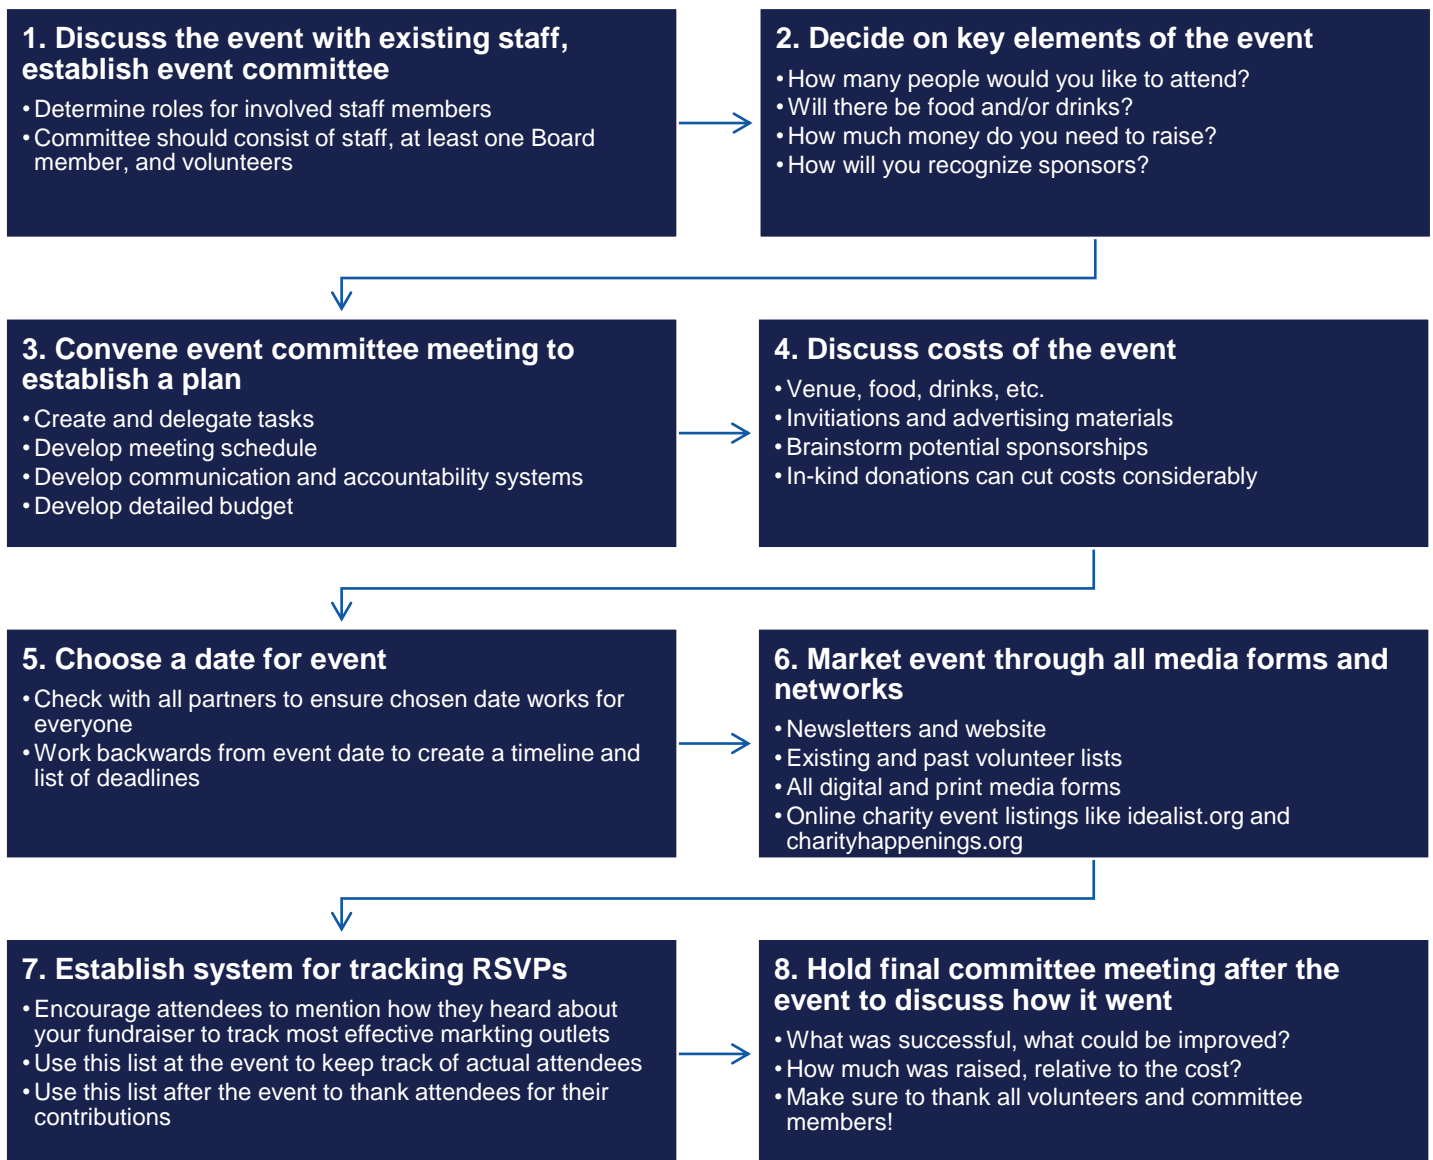 1. Discuss the event with existing staff,
establish event committee
•Determine roles for involved staff members
•Committee should consist of staff, at least one Board
member, and volunteers
2. Decide on key elements of the event
•How many people would you like to attend?
•Will there be food and/or drinks?
•How much money do you need to raise?
•How will you recognize sponsors?
3. Convene event committee meeting to
establish a plan
•Create and delegate tasks
•Develop meeting schedule
•Develop communication and accountability systems
•Develop detailed budget
4. Discuss costs of the event
•Venue, food, drinks, etc.
•Invitiations and advertising materials
•Brainstorm potential sponsorships
•In-kind donations can cut costs considerably
5. Choose a date for event
•Check with all partners to ensure chosen date works for
everyone
•Work backwards from event date to create a timeline and
list of deadlines
6. Market event through all media forms and
networks
•Newsletters and website
•Existing and past volunteer lists
•All digital and print media forms
•Online charity event listings like idealist.org and
charityhappenings.org
7. Establish system for tracking RSVPs
•Encourage attendees to mention how they heard about
your fundraiser to track most effective markting outlets
•Use this list at the event to keep track of actual attendees
•Use this list after the event to thank attendees for their
contributions
8. Hold final committee meeting after the
event to discuss how it went
•What was successful, what could be improved?
•How much was raised, relative to the cost?
•Make sure to thank all volunteers and committee
members!